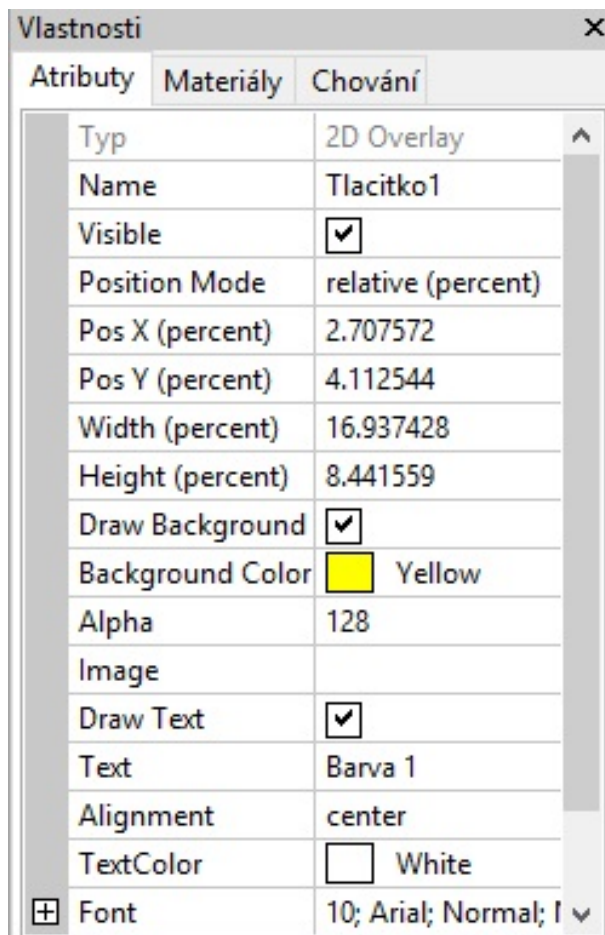 Vlastnosti
Atributy Materiály Chování
Typ 2D Overlay
Name Tlacitko1
Visible
Position Mode relative (percent)
Pos X (percent) 2.707572
Pos Y (percent) 4.112544
Width (percent) 16.937428
Height (percent) 8.441559
Draw Background
Background Color Yellow
Alpha 128
Image
Draw Text
Text Barva 1
Alignment center
TextColor White
Font 10; Arial; Normal;